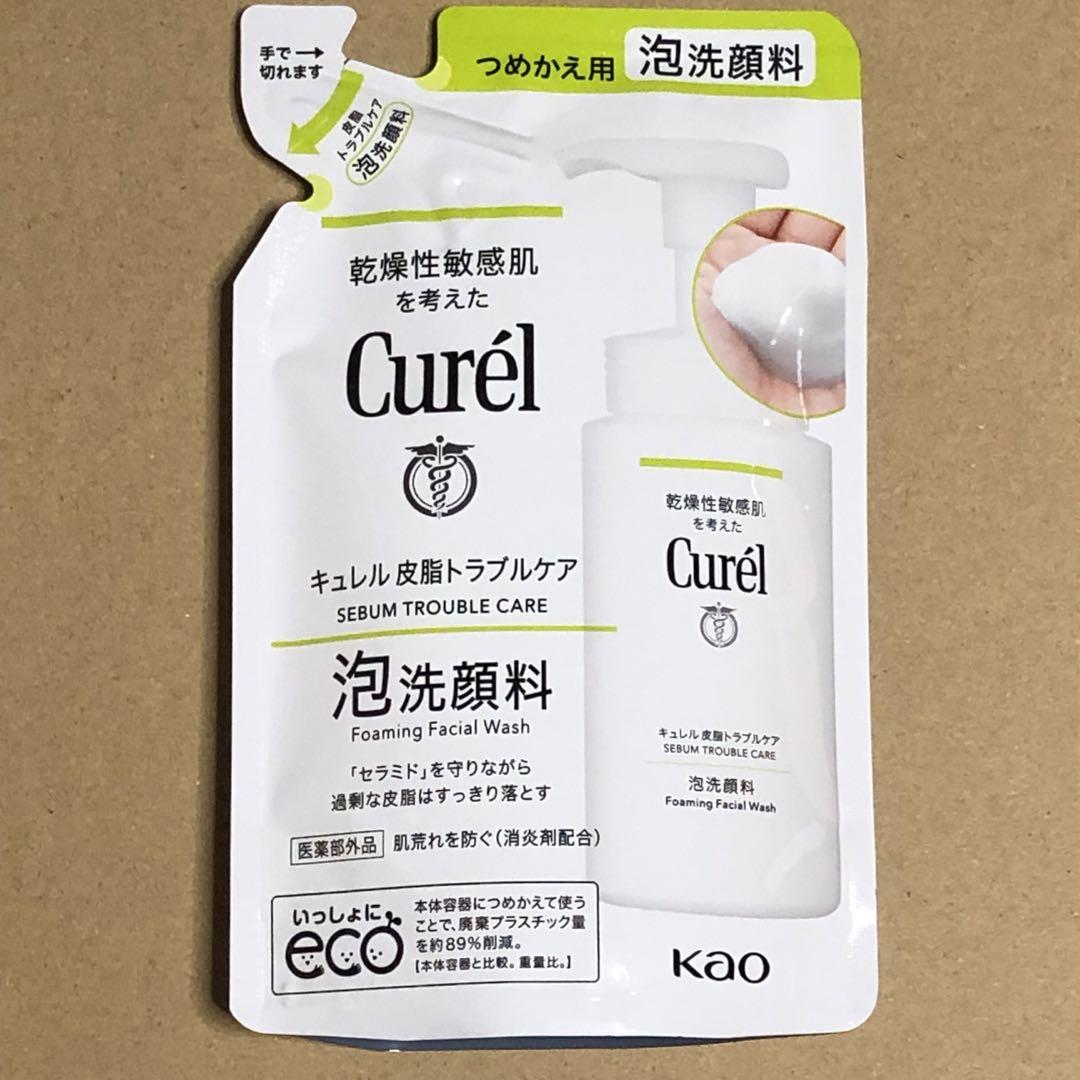 手で→
切れます
皮脂
トラブルケア
泡洗顔料
つめかえ用 泡洗顔料
乾燥性敏感肌
を考えた
Curél
キュレル 皮脂トラブルケア
SEBUM TROUBLE CARE
泡洗顔料
Foaming Facial Wash
「セラミド」を守りながら
過剰な皮脂はすっきり落とす
医薬部外品 肌荒れを防ぐ(消炎剤配合)
いっしょに
eco
本体容器につめかえて使う
ことで、廃棄プラスチック量
を約89%削減。
【本体容器と比較。重量比。】
乾燥性敏感肌
を考えた
Curél
キュレル 皮脂トラブルケア
SEBUM TROUBLE CARE
泡洗顔料
Foaming Facial Wash
Kao